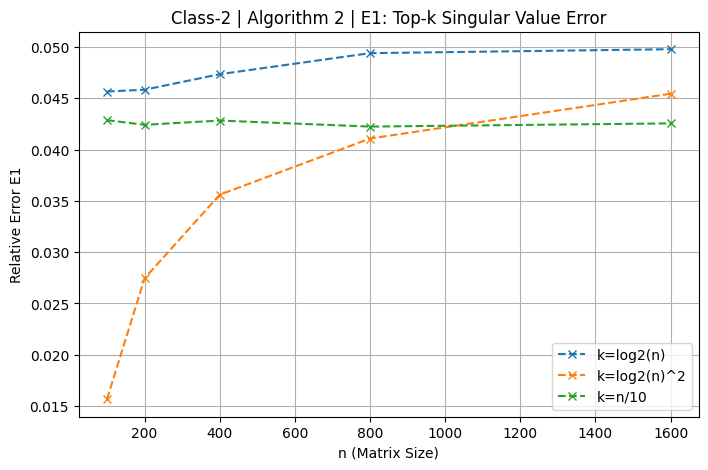 Class-2 | Algorithm 2 | E1: Top-k Singular Value Error
0.050
0.045
0.040
0.035
0.030
0.025
0.020
0.015
Relative Error E1
200
400
600
800
1000
1200
1400
1600
n (Matrix Size)
k=log2(n)
k=log2(n)^2
k=n/10